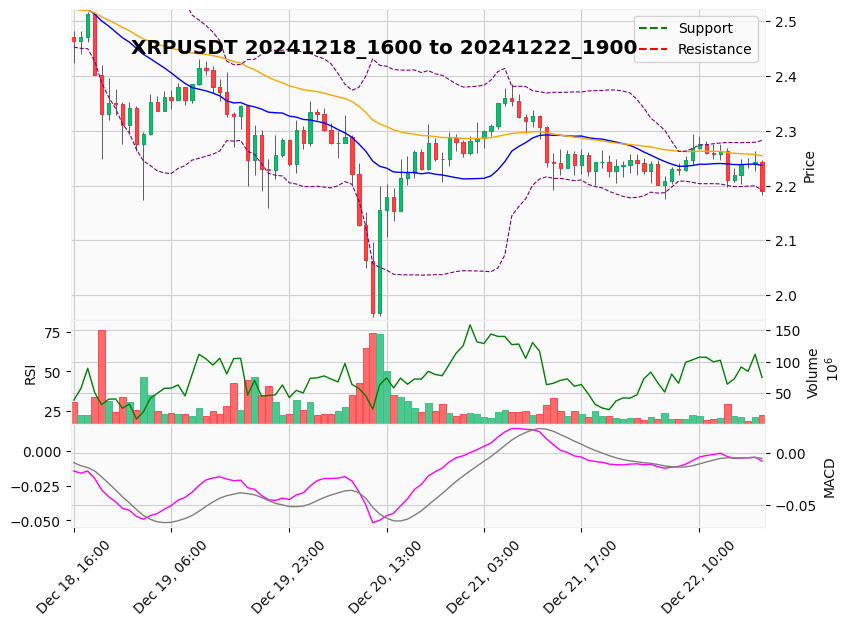 XRPUSDT 20241218_1600 to 20241222_1900
Support
Resistance
2.5
2.4
2.3
2.2
2.1
2.0
Price
75
50
25
RSI
150
100
50
Volume
10^6
0.000
−0.025
−0.050
0.00
−0.05
MACD
Dec 18, 16:00
Dec 19, 06:00
Dec 19, 23:00
Dec 20, 13:00
Dec 21, 03:00
Dec 21, 17:00
Dec 22, 10:00